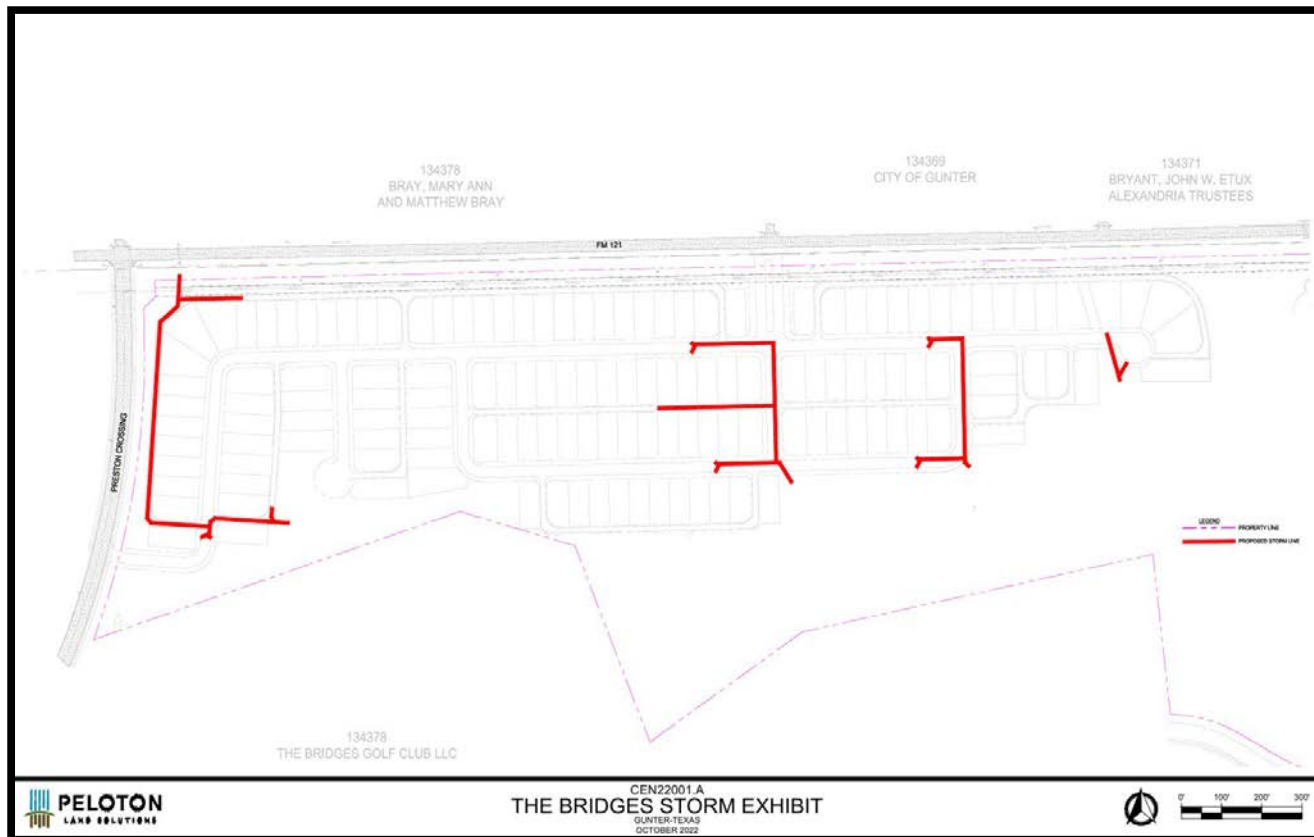 134378
BRAY, MARY ANN
AND MATTHEW BRAY
134369
CITY OF GUNTER
134371
BRYANT, JOHN W. ETUX
ALEXANDRIA TRUSTEES
FM 121
PRESTON CROSSING
LEGEND
PROPERTY LINE
PROPOSED STORM LINE
134378
THE BRIDGES GOLF CLUB LLC
PELOTON
LAND SOLUTIONS
CEN22001.A
THE BRIDGES STORM EXHIBIT
GUNTER-TEXAS
OCTOBER 2022
0' 100' 200' 300'